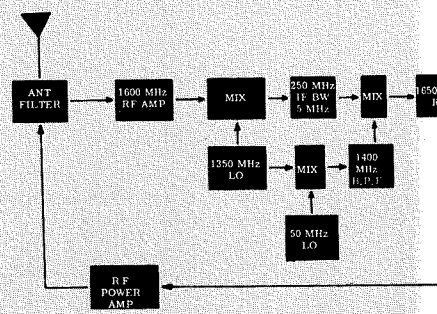 ANT
FILTER
1600 MHz
RF AMP
MIX
250 MHz
IF BW
5 MHz
MIX
1650
1350 MHz
LO
MIX
1400
MHz
B.P.F
50 MHz
LO
RF
POWER
AMP